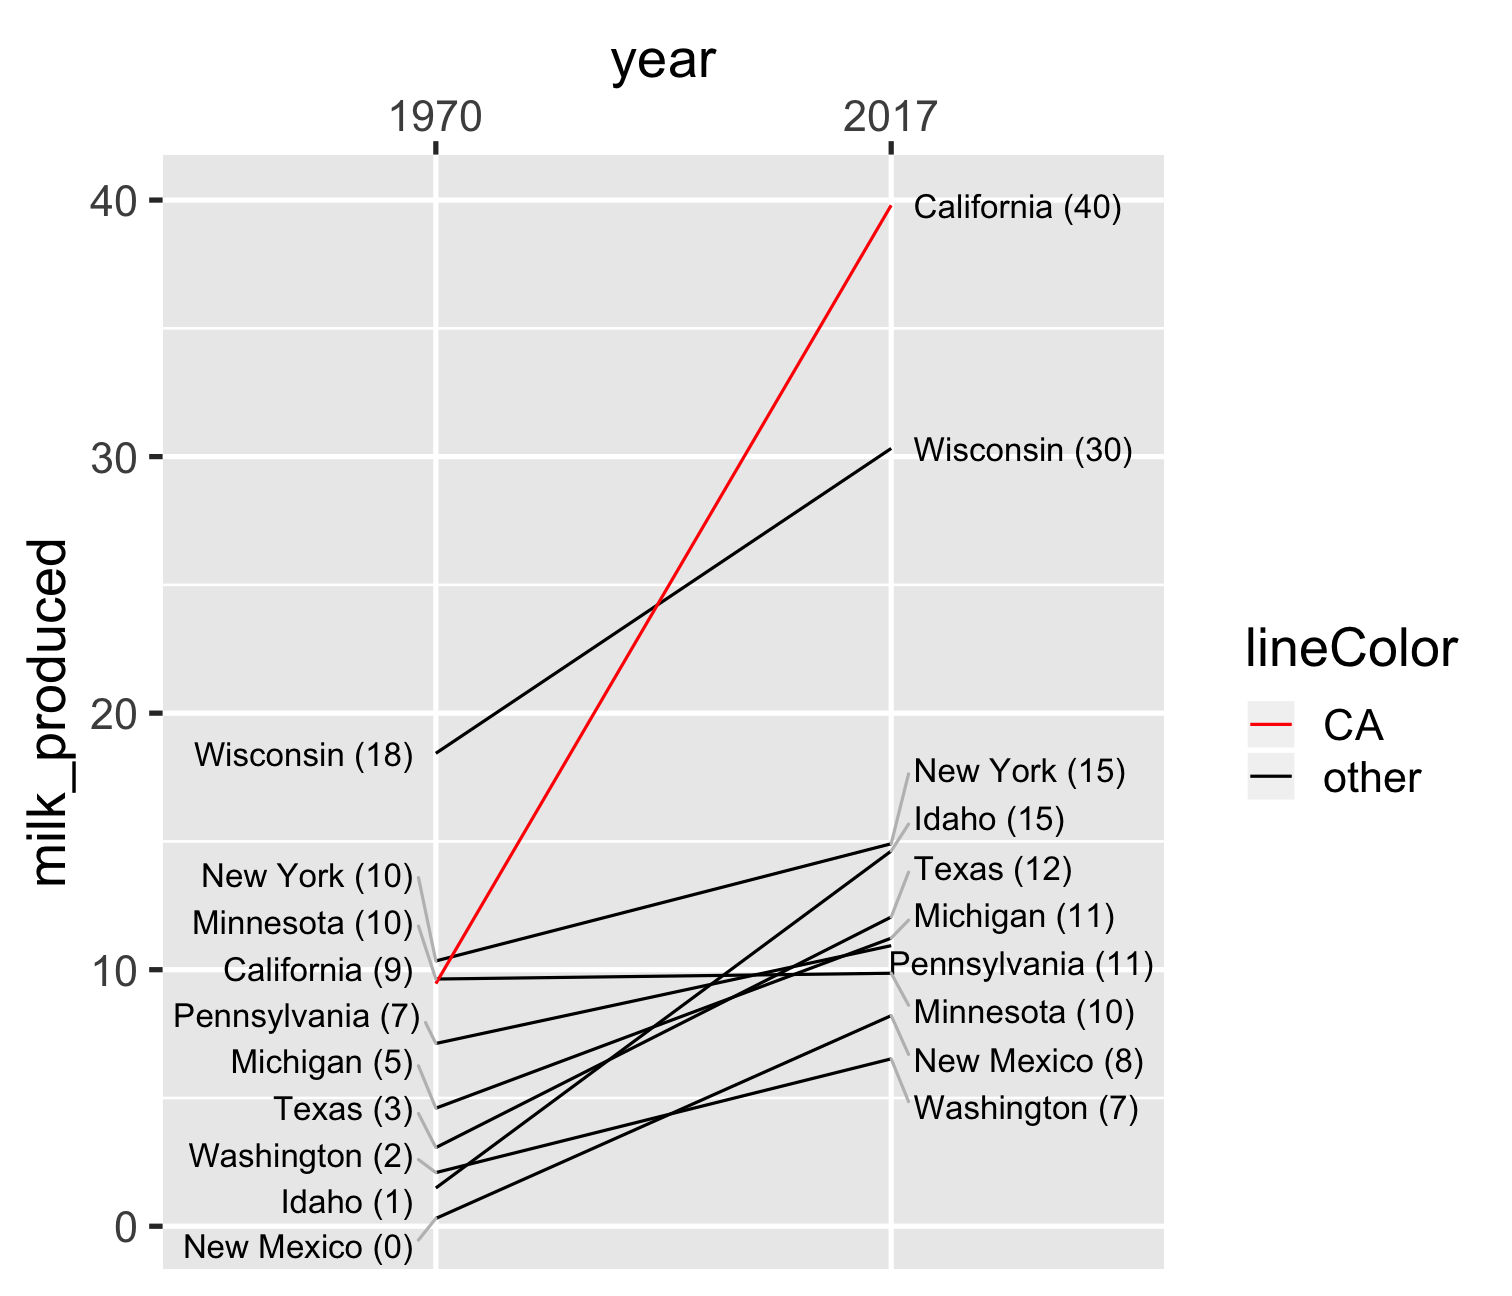 year
1970 2017
40
30
20
10
0
milk_produced
Wisconsin (18)
New York (10)
Minnesota (10)
California (9)
Pennsylvania (7)
Michigan (5)
Texas (3)
Washington (2)
Idaho (1)
New Mexico (0)
California (40)
Wisconsin (30)
New York (15)
Idaho (15)
Texas (12)
Michigan (11)
Pennsylvania (11)
Minnesota (10)
New Mexico (8)
Washington (7)
lineColor
CA
other